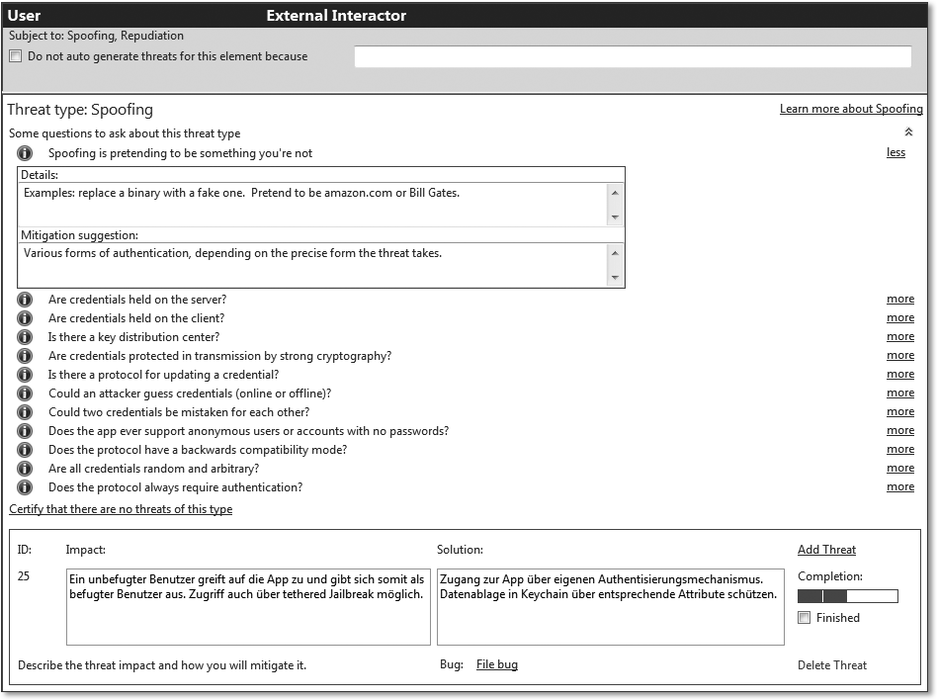 User External Interactor
Subject to: Spoofing, Repudiation
Do not auto generate threats for this element because
Threat type: Spoofing Learn more about Spoofing
Some questions to ask about this threat type
Spoofing is pretending to be something you're not less
Details:
Examples: replace a binary with a fake one. Pretend to be amazon.com or Bill Gates.
Mitigation suggestion:
Various forms of authentication, depending on the precise form the threat takes.
Are credentials held on the server? more
Are credentials held on the client? more
Is there a key distribution center? more
Are credentials protected in transmission by strong cryptography? more
Is there a protocol for updating a credential? more
Could an attacker guess credentials (online or offline)? more
Could two credentials be mistaken for each other? more
Does the app ever support anonymous users or accounts with no passwords? more
Does the protocol have a backwards compatibility mode? more
Are all credentials random and arbitrary? more
Does the protocol always require authentication? more
Certify that there are no threats of this type
ID: Impact: Solution: Add Threat
25 Ein unbefugter Benutzer greift auf die App zu und gibt sich somit als Zugang zur App über eigenen Authentisierungsmechanismus. Completion:
befugter Benutzer aus. Zugriff auch über tethered Jailbreak möglich. Datenablage in Keychain über entsprechende Attribute schützen.
Finished
Describe the threat impact and how you will mitigate it. Bug: File bug Delete Threat